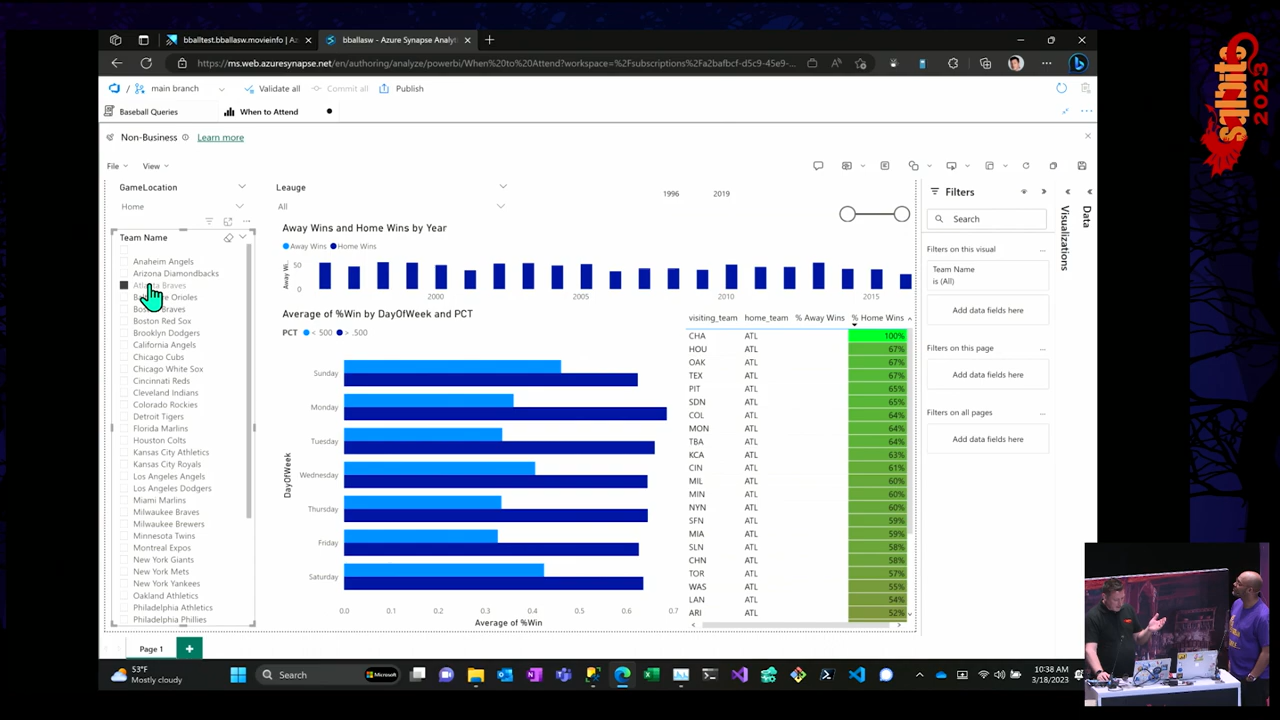 bballtest.bballasw.movieinfo | Az
bballasw - Azure Synapse Analyti
https://ms.web.azuresynapse.net/en/authoring/analyze/powerbi/When%20to%20Attend?workspace=%2Fsubscriptions%2Fa2abfbcf-d5c9-45e9-...
main branch
Validate all
Commit all
Publish
Baseball Queries
When to Attend
Non-Business
Learn more
File
View
GameLocation
Home
Leauge
All
1996
2019
Team Name
Anaheim Angels
Arizona Diamondbacks
Atlanta Braves
Baltimore Orioles
Boston Braves
Boston Red Sox
Brooklyn Dodgers
California Angels
Chicago Cubs
Chicago White Sox
Cincinnati Reds
Cleveland Indians
Colorado Rockies
Detroit Tigers
Florida Marlins
Houston Colts
Kansas City Athletics
Kansas City Royals
Los Angeles Angels
Los Angeles Dodgers
Miami Marlins
Milwaukee Braves
Milwaukee Brewers
Minnesota Twins
Montreal Expos
New York Giants
New York Mets
New York Yankees
Oakland Athletics
Philadelphia Athletics
Philadelphia Phillies
Away Wins and Home Wins by Year
Away Wins
Home Wins
Away Wi...
50
0
2000
2005
2010
2015
Average of %Win by DayOfWeek and PCT
PCT
< 500
> .500
DayOfWeek
Sunday
Monday
Tuesday
Wednesday
Thursday
Friday
Saturday
0.0 0.1 0.2 0.3 0.4 0.5 0.6 0.7
Average of %Win
visiting_team home_team % Away Wins % Home Wins
CHA ATL 100%
HOU ATL 67%
OAK ATL 67%
TEX ATL 67%
PIT ATL 65%
SDN ATL 65%
COL ATL 64%
MON ATL 64%
TBA ATL 64%
KCA ATL 63%
CIN ATL 61%
MIL ATL 60%
MIN ATL 60%
NYN ATL 60%
SFN ATL 59%
MIA ATL 59%
SLN ATL 58%
CHN ATL 58%
TOR ATL 57%
WAS ATL 55%
LAN ATL 54%
ARI ATL 52%
Filters
Search
Filters on this visual
...
Team Name
is (All)
Add data fields here
Filters on this page
...
Add data fields here
Filters on all pages
...
Add data fields here
Visualizations
Data
Page 1
53°F
Mostly cloudy
Search
Microsoft
10:38 AM
3/18/2023
sqlbits
2023